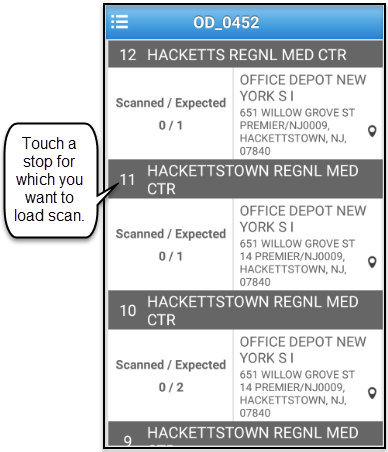 OD_0452
12 HACKETTS REGNL MED CTR
Scanned / Expected
0 / 1
OFFICE DEPOT NEW
YORK S I
651 WILLOW GROVE ST
PREMIER/NJ0009,
HACKETTSTOWN, NJ,
07840
Touch a
stop for
which you
want to
load scan.
11 HACKETTSTOWN REGNL MED
CTR
Scanned / Expected
0 / 1
OFFICE DEPOT NEW
YORK S I
651 WILLOW GROVE ST
14 PREMIER/NJ0009,
HACKETTSTOWN, NJ,
07840
10 HACKETTSTOWN REGNL MED
CTR
Scanned / Expected
0 / 2
OFFICE DEPOT NEW
YORK S I
651 WILLOW GROVE ST
14 PREMIER/NJ0009,
HACKETTSTOWN, NJ,
07840
9 HACKETTSTOWN REGNL MED